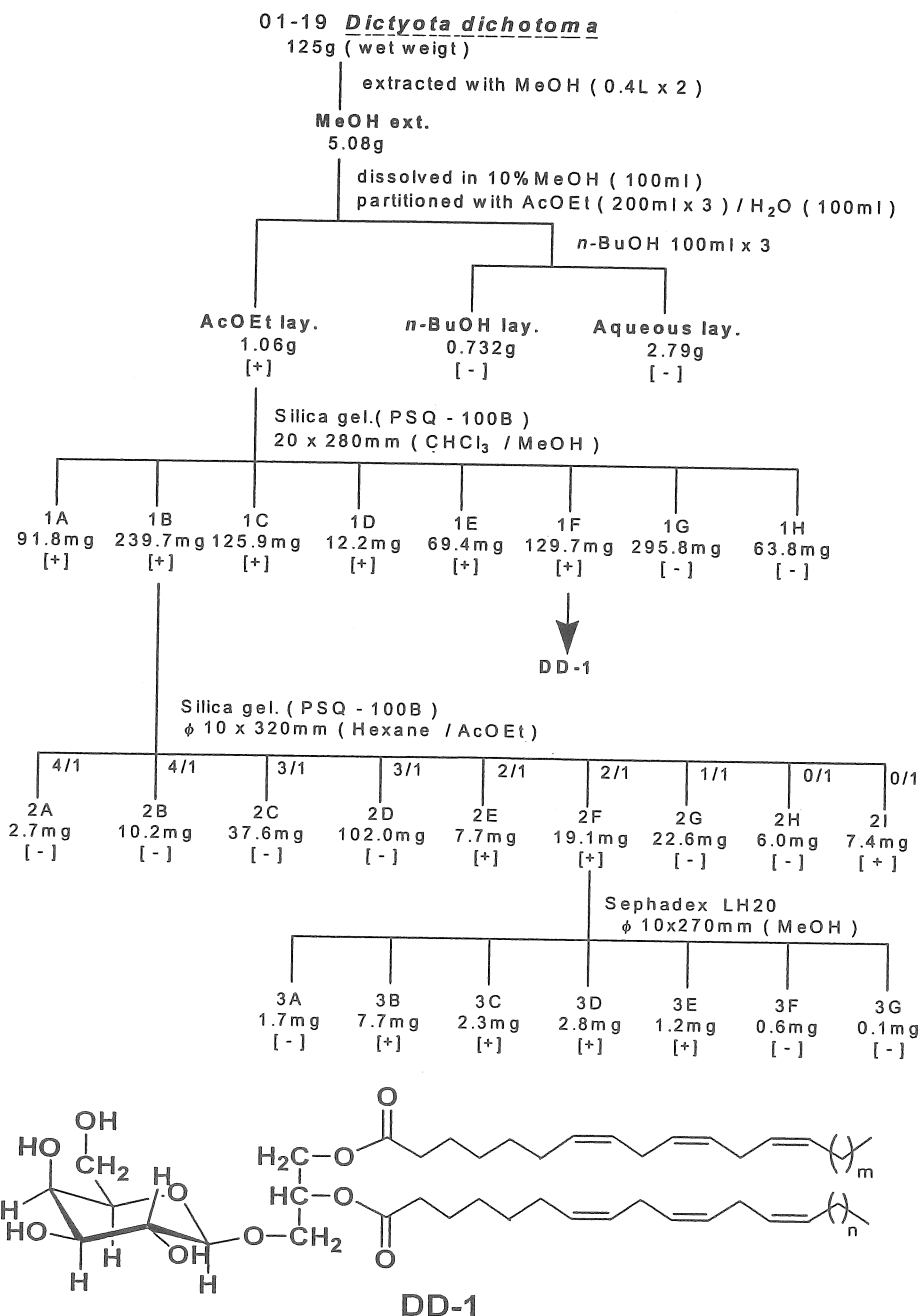 01-19 Dictyota dichotoma
125g ( wet weigt )
extracted with MeOH ( 0.4L x 2 )
MeOH ext.
5.08g
dissolved in 10% MeOH ( 100ml )
partitioned with AcOEt ( 200ml x 3 ) / H₂O ( 100ml )
n-BuOH 100ml x 3
AcOEt lay. n-BuOH lay. Aqueous lay.
1.06g 0.732g 2.79g
[+] [ - ] [ - ]
Silica gel.( PSQ - 100B )
20 x 280mm ( CHCl₃ / MeOH )
1A 1B 1C 1D 1E 1F 1G 1H
91.8mg 239.7mg 125.9mg 12.2mg 69.4mg 129.7mg 295.8mg 63.8mg
[+] [+] [+] [+] [+] [+] [ - ] [ - ]
DD-1
Silica gel. ( PSQ - 100B )
ϕ 10 x 320mm ( Hexane / AcOEt )
4/1 4/1 3/1 3/1 2/1 2/1 1/1 0/1 0/1
2A 2B 2C 2D 2E 2F 2G 2H 2I
2.7mg 10.2mg 37.6mg 102.0mg 7.7mg 19.1mg 22.6mg 6.0mg 7.4mg
[ - ] [ - ] [ - ] [ - ] [+] [+] [ - ] [ - ] [ + ]
Sephadex LH20
ϕ 10x270mm ( MeOH )
3A 3B 3C 3D 3E 3F 3G
1.7mg 7.7mg 2.3mg 2.8mg 1.2mg 0.6mg 0.1mg
[ - ] [+] [+] [+] [+] [ - ] [ - ]
OH O
HO CH₂ H O H₂C-O m
H HC-O n
HO H OH O-CH₂ O
H H
DD-1